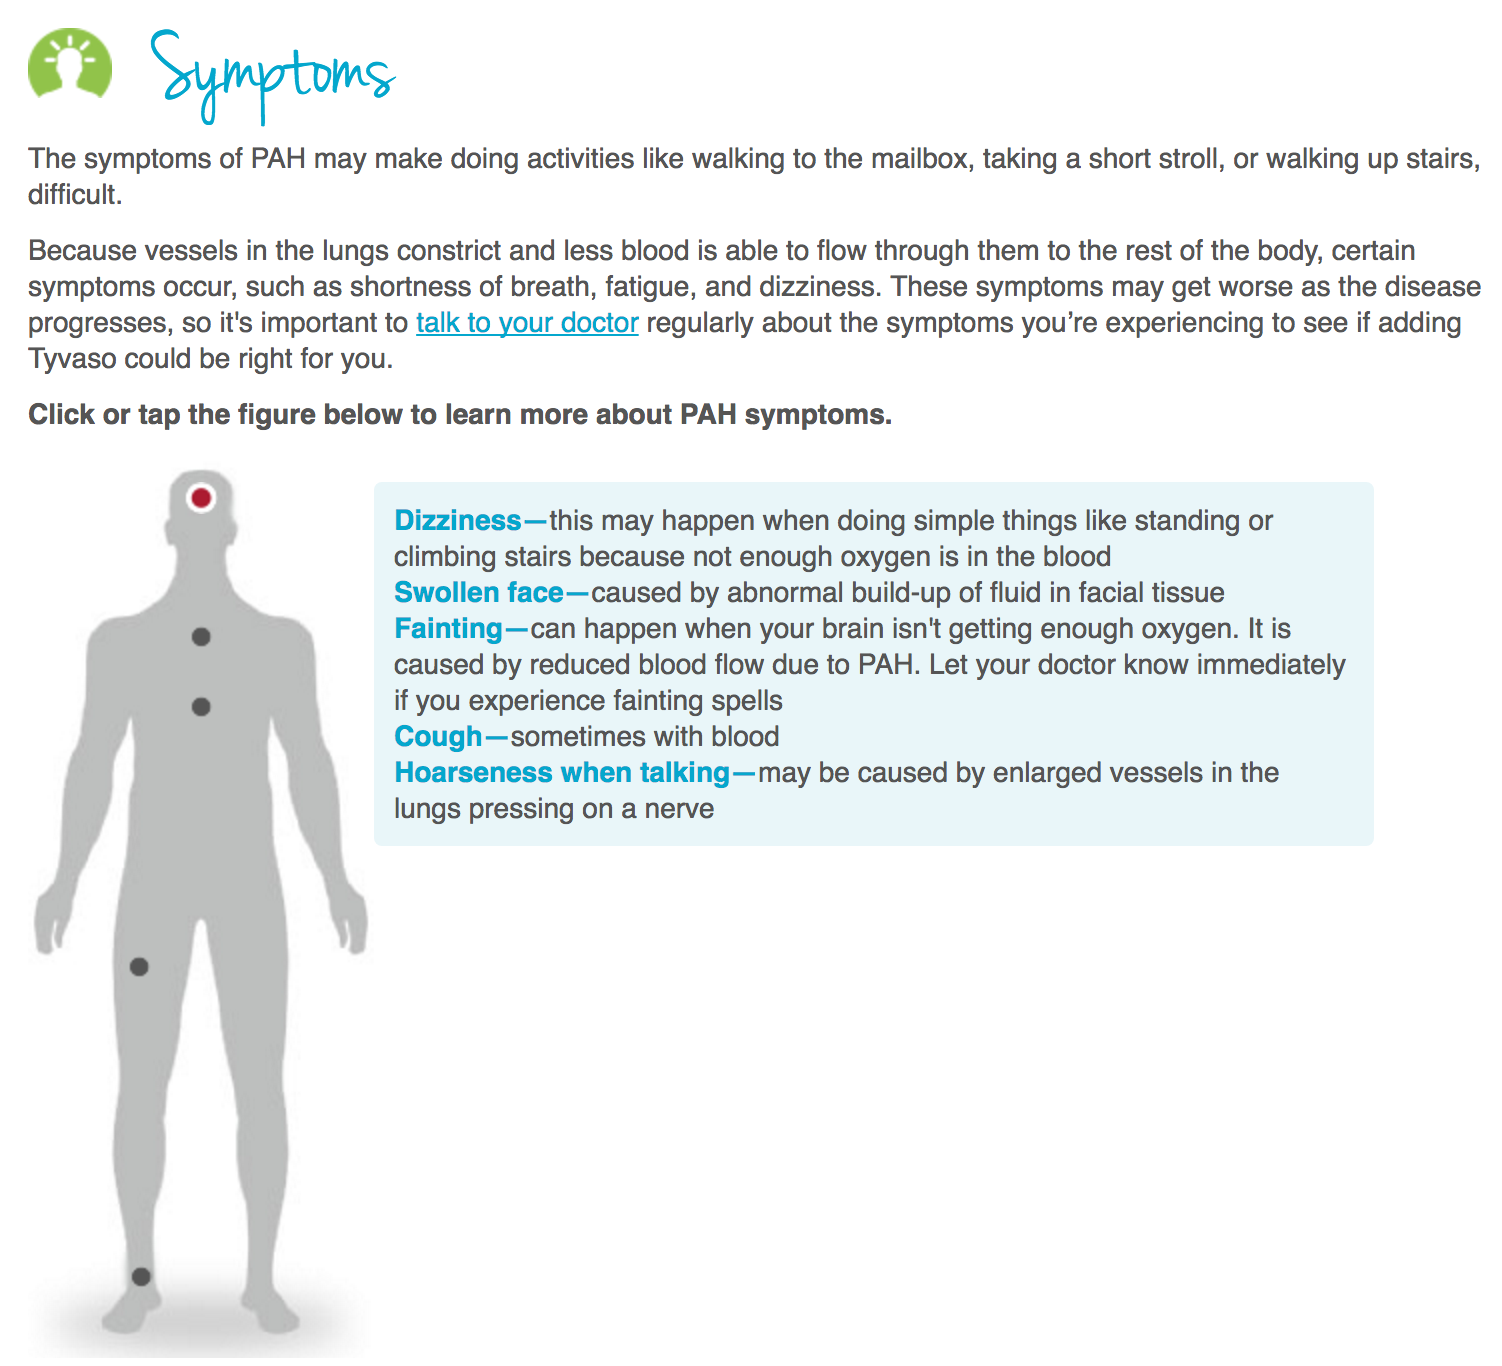 Symptoms
The symptoms of PAH may make doing activities like walking to the mailbox, taking a short stroll, or walking up stairs,
difficult.
Because vessels in the lungs constrict and less blood is able to flow through them to the rest of the body, certain
symptoms occur, such as shortness of breath, fatigue, and dizziness. These symptoms may get worse as the disease
progresses, so it's important to talk to your doctor regularly about the symptoms you’re experiencing to see if adding
Tyvaso could be right for you.
Click or tap the figure below to learn more about PAH symptoms.
Dizziness—this may happen when doing simple things like standing or
climbing stairs because not enough oxygen is in the blood
Swollen face—caused by abnormal build-up of fluid in facial tissue
Fainting—can happen when your brain isn't getting enough oxygen. It is
caused by reduced blood flow due to PAH. Let your doctor know immediately
if you experience fainting spells
Cough—sometimes with blood
Hoarseness when talking—may be caused by enlarged vessels in the
lungs pressing on a nerve